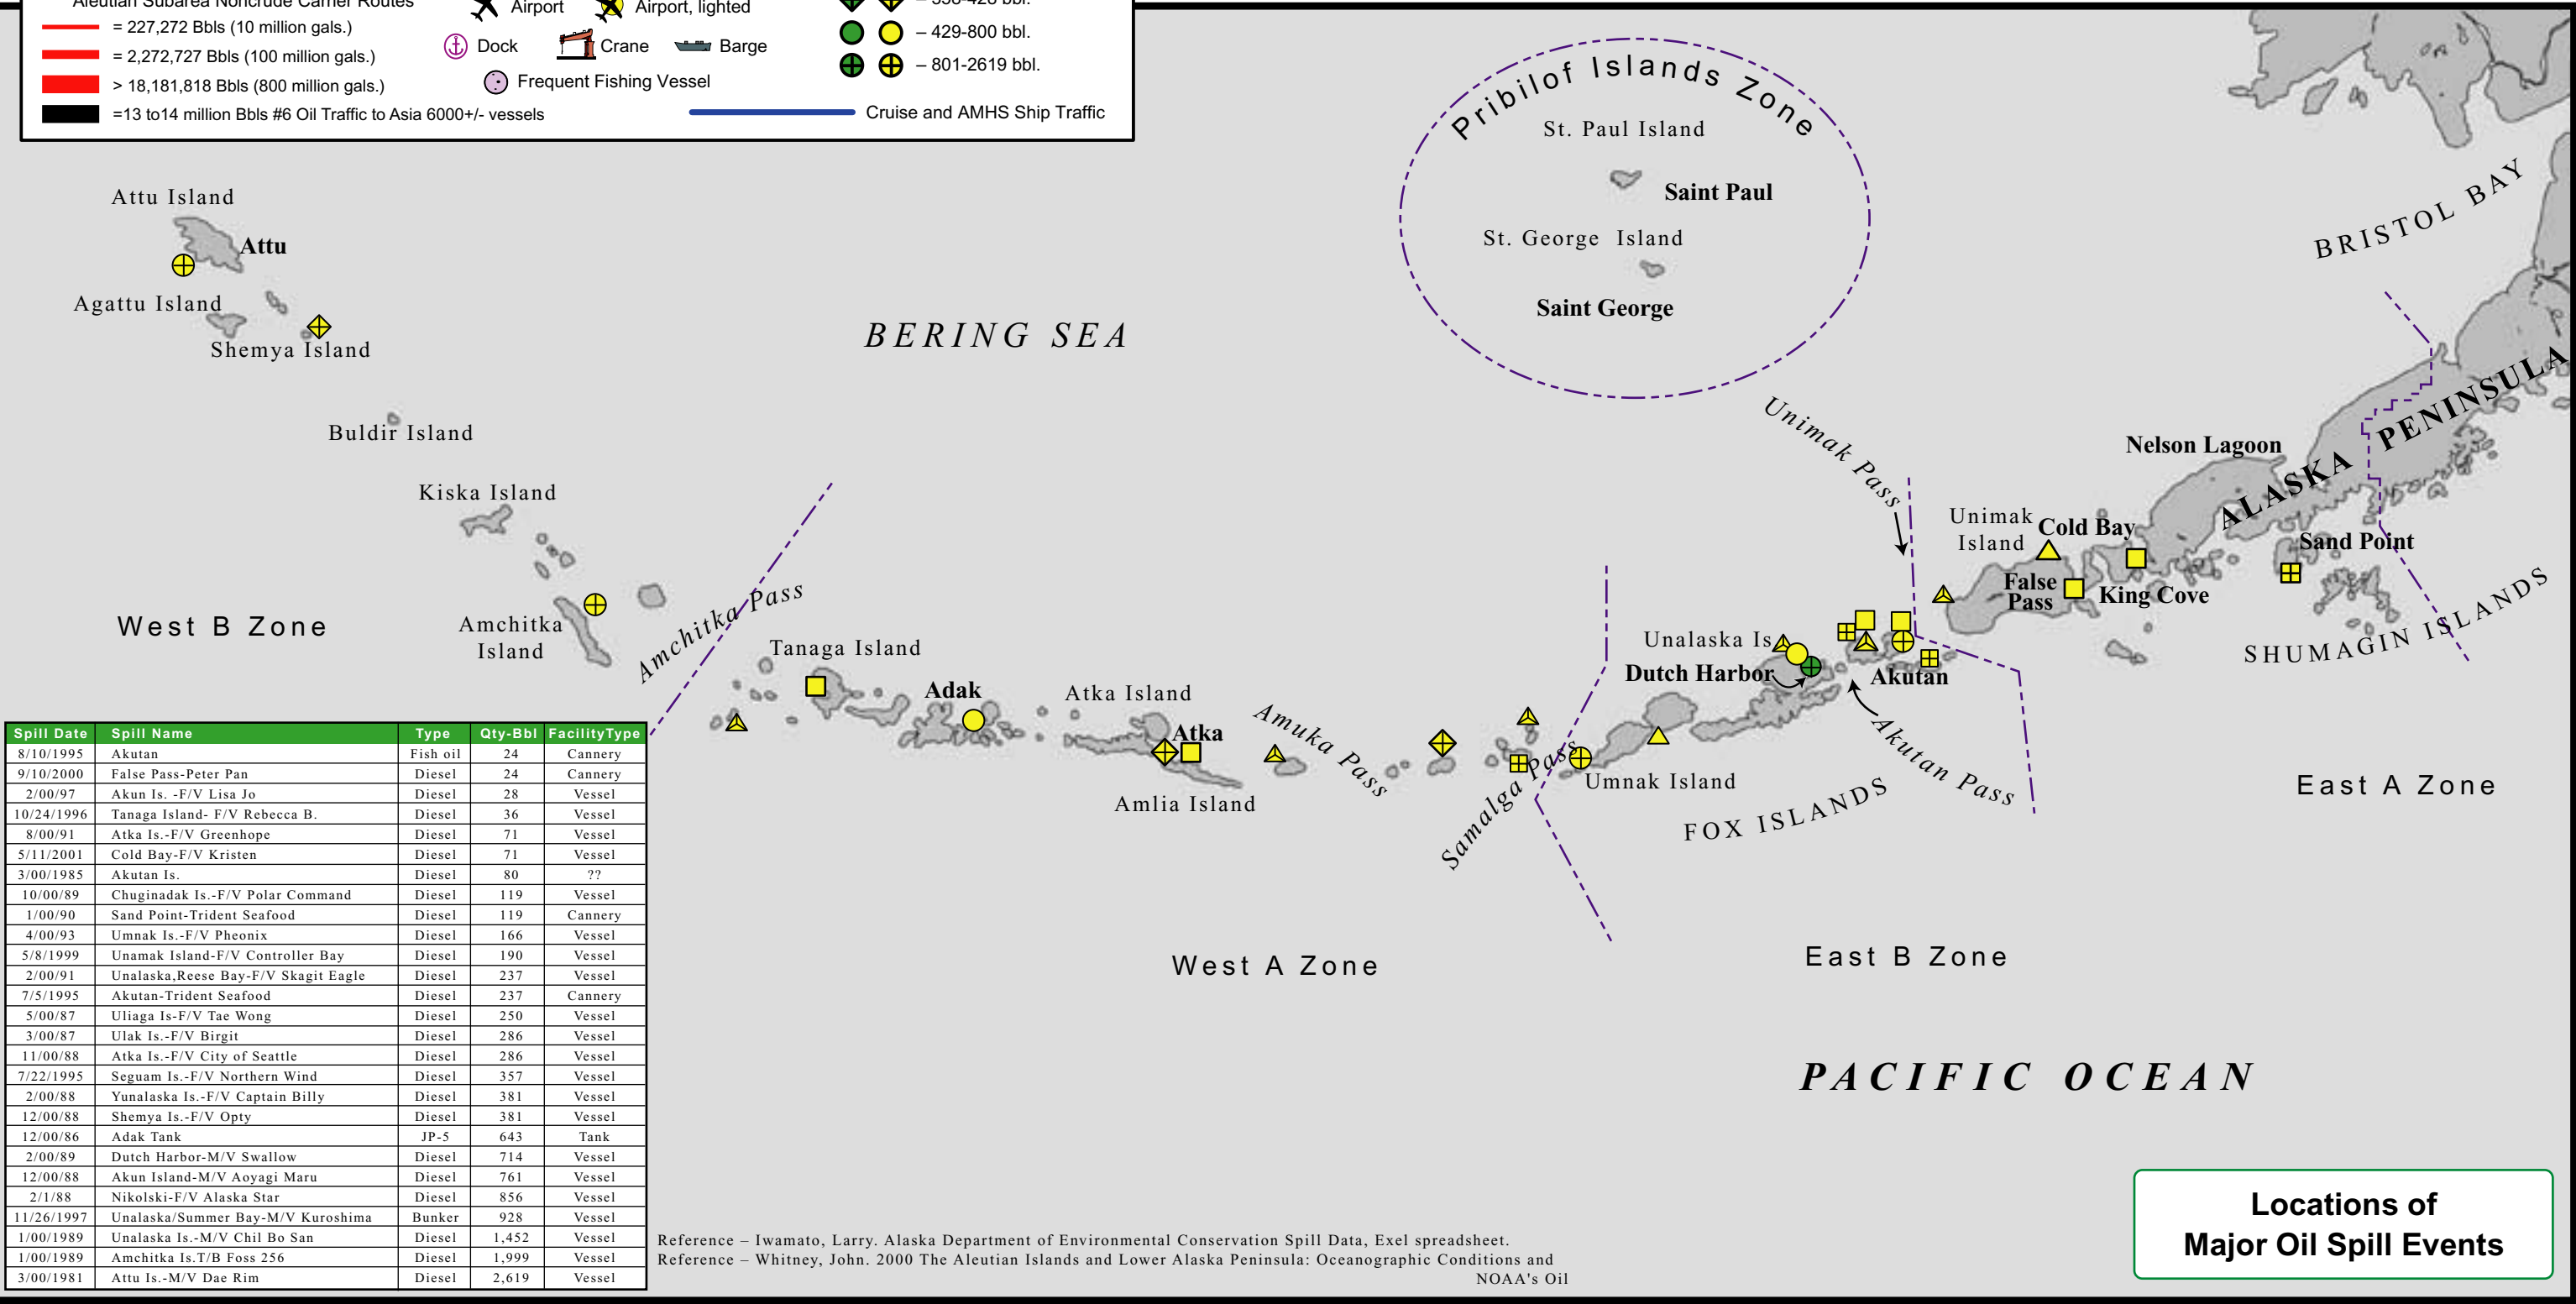 Aleutian Subarea Noncrude Carrier Routes
= 227,272 Bbls (10 million gals.)
= 2,272,727 Bbls (100 million gals.)
> 18,181,818 Bbls (800 million gals.)
=13 to14 million Bbls #6 Oil Traffic to Asia 6000+/- vessels
Airport
Airport, lighted
Dock
Crane
Barge
Frequent Fishing Vessel
– 429-800 bbl.
– 801-2619 bbl.
Cruise and AMHS Ship Traffic
Pribilof Islands Zone
St. Paul Island
Saint Paul
St. George Island
Saint George
BRISTOL BAY
Attu Island
Attu
Agattu Island
Shemya Island
BERING SEA
Buldir Island
Kiska Island
Unimak Pass
Nelson Lagoon
ALASKA PENINSULA
Unimak
Island
Cold Bay
Sand Point
False
Pass
King Cove
SHUMAGIN ISLANDS
West B Zone
Amchitka
Island
Amchitka Pass
Tanaga Island
Adak
Atka Island
Atka
Amlia Island
Amuka Pass
Samalga Pass
Unalaska Is
Dutch Harbor
Akutan
Akutan Pass
Umnak Island
FOX ISLANDS
East A Zone
West A Zone
East B Zone
PACIFIC OCEAN
Spill Date Spill Name Type Qty-Bbl FacilityType
8/10/1995 Akutan Fish oil 24 Cannery
9/10/2000 False Pass-Peter Pan Diesel 24 Cannery
2/00/97 Akun Is. -F/V Lisa Jo Diesel 28 Vessel
10/24/1996 Tanaga Island- F/V Rebecca B. Diesel 36 Vessel
8/00/91 Atka Is.-F/V Greenhope Diesel 71 Vessel
5/11/2001 Cold Bay-F/V Kristen Diesel 71 Vessel
3/00/1985 Akutan Is. Diesel 80 ??
10/00/89 Chuginadak Is.-F/V Polar Command Diesel 119 Vessel
1/00/90 Sand Point-Trident Seafood Diesel 119 Cannery
4/00/93 Umnak Is.-F/V Pheonix Diesel 166 Vessel
5/8/1999 Unamak Island-F/V Controller Bay Diesel 190 Vessel
2/00/91 Unalaska,Reese Bay-F/V Skagit Eagle Diesel 237 Vessel
7/5/1995 Akutan-Trident Seafood Diesel 237 Cannery
5/00/87 Uliaga Is-F/V Tae Wong Diesel 250 Vessel
3/00/87 Ulak Is.-F/V Birgit Diesel 286 Vessel
11/00/88 Atka Is.-F/V City of Seattle Diesel 286 Vessel
7/22/1995 Seguam Is.-F/V Northern Wind Diesel 357 Vessel
2/00/88 Yunalaska Is.-F/V Captain Billy Diesel 381 Vessel
12/00/88 Shemya Is.-F/V Opty Diesel 381 Vessel
12/00/86 Adak Tank JP-5 643 Tank
2/00/89 Dutch Harbor-M/V Swallow Diesel 714 Vessel
12/00/88 Akun Island-M/V Aoyagi Maru Diesel 761 Vessel
2/1/88 Nikolski-F/V Alaska Star Diesel 856 Vessel
11/26/1997 Unalaska/Summer Bay-M/V Kuroshima Bunker 928 Vessel
1/00/1989 Unalaska Is.-M/V Chil Bo San Diesel 1,452 Vessel
1/00/1989 Amchitka Is.T/B Foss 256 Diesel 1,999 Vessel
3/00/1981 Attu Is.-M/V Dae Rim Diesel 2,619 Vessel
Reference – Iwamato, Larry. Alaska Department of Environmental Conservation Spill Data, Exel spreadsheet.
Reference – Whitney, John. 2000 The Aleutian Islands and Lower Alaska Peninsula: Oceanographic Conditions and
NOAA's Oil
Locations of
Major Oil Spill Events